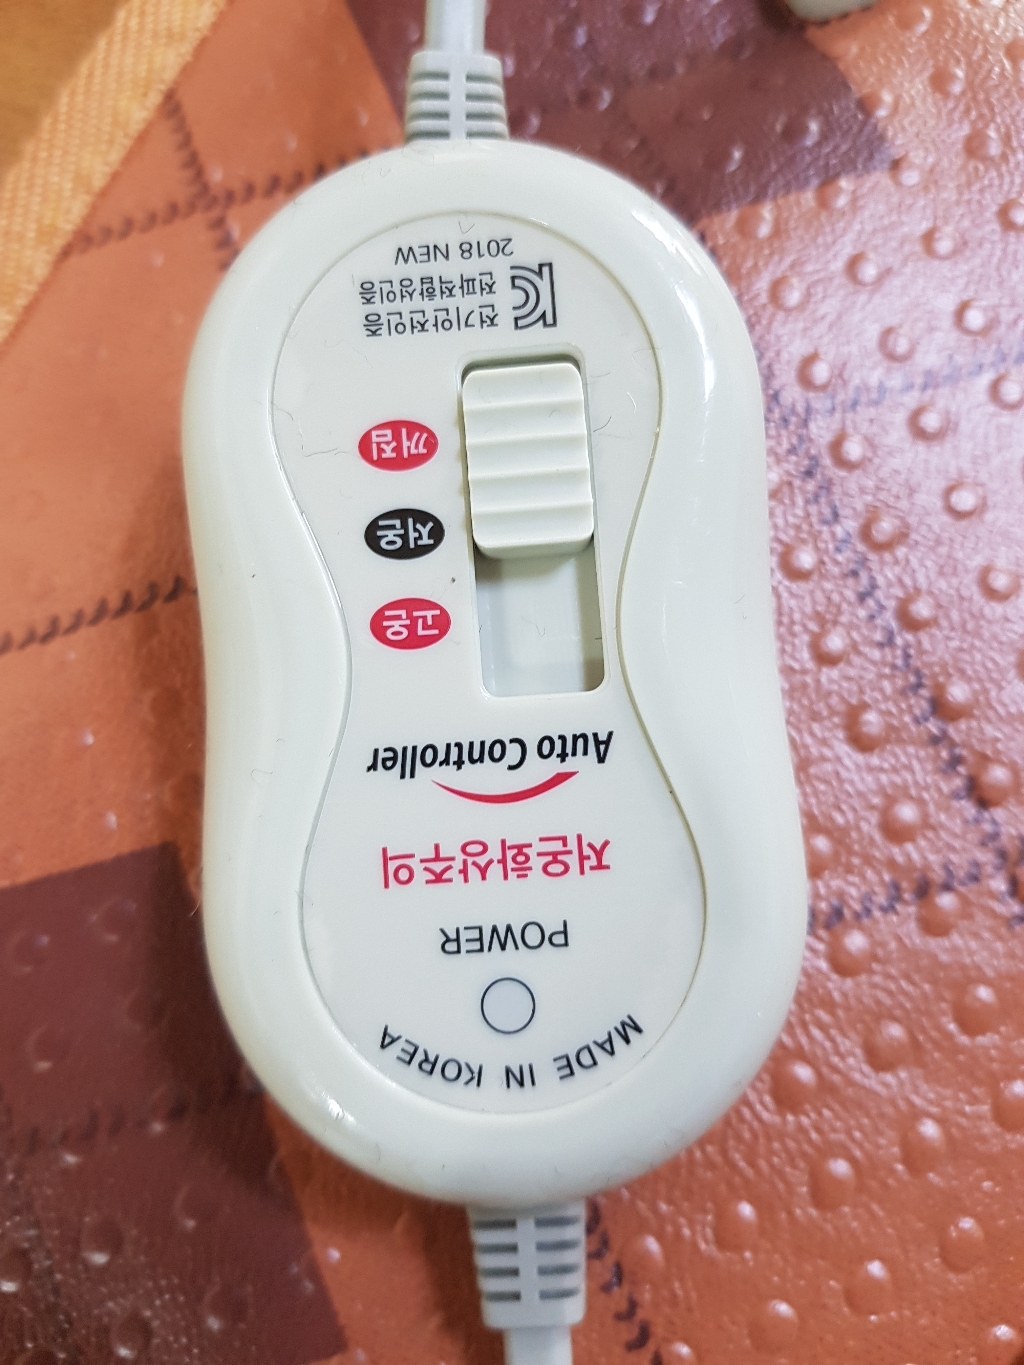 MADE IN KOREA
POWER
저온화상주의
Auto Controller
고온
저온
꺼짐
전기안전인증
전파적합성인증
2018 NEW